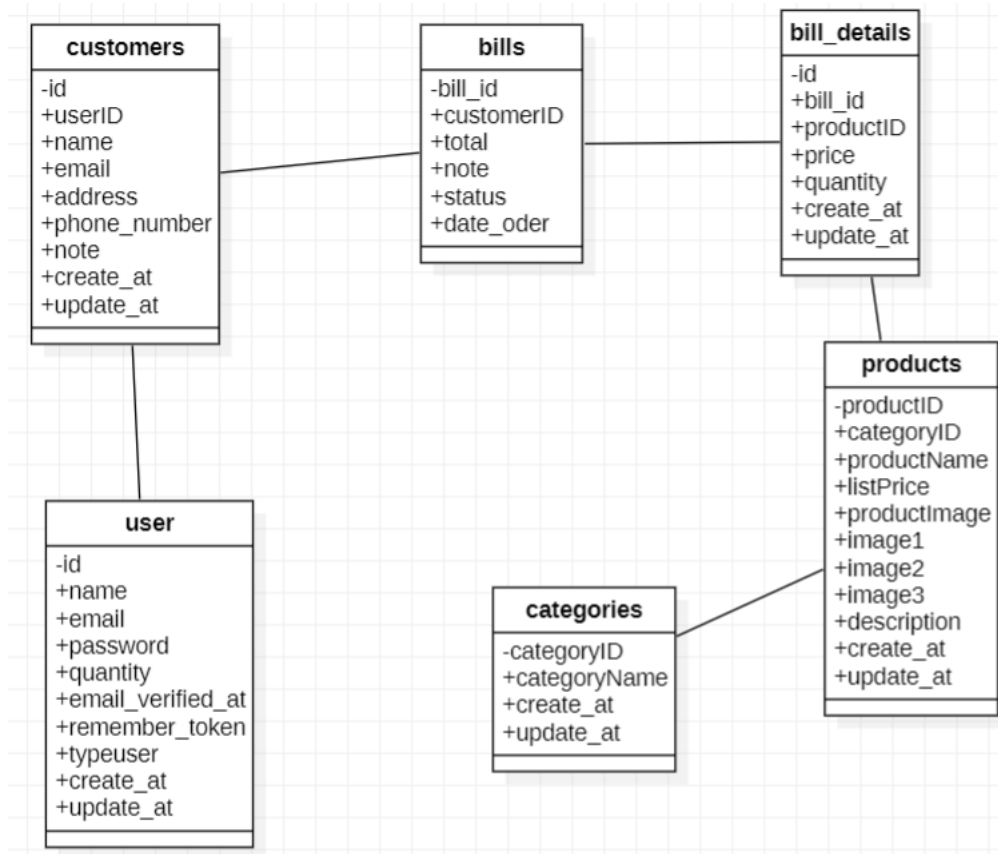 customers
-id
+userID
+name
+email
+address
+phone_number
+note
+create_at
+update_at
bills
-bill_id
+customerID
+total
+note
+status
+date_oder
bill_details
-id
+bill_id
+productID
+price
+quantity
+create_at
+update_at
products
-productID
+categoryID
+productName
+listPrice
+productImage
+image1
+image2
+image3
+description
+create_at
+update_at
user
-id
+name
+email
+password
+quantity
+email_verified_at
+remember_token
+typeuser
+create_at
+update_at
categories
-categoryID
+categoryName
+create_at
+update_at